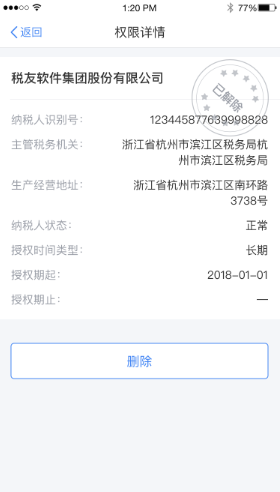 1:20 PM
77%
返回
权限详情
税友软件集团股份有限公司
已解除
纳税人识别号：
123445877639998828
主管税务机关：
浙江省杭州市滨江区税务局杭
州市滨江区税务局
生产经营地址：
浙江省杭州市滨江区南环路
3738号
纳税人状态：
正常
授权时间类型：
长期
授权期起：
2018-01-01
授权期止：
—
删除